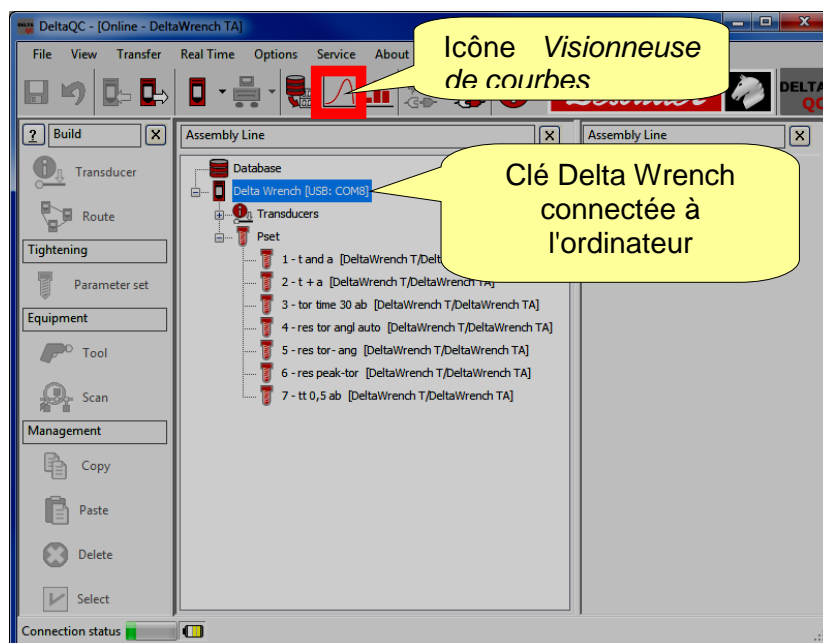 DeltaQC - [Online - DeltaWrench TA]
File View Transfer Real Time Options Service About
Icône Visionneuse
de courbes
DELTA
QC
? Build X
Assembly Line X
Assembly Line X
Transducer
Route
Tightening
Parameter set
Equipment
Tool
Scan
Management
Copy
Paste
Delete
Select
Database
Delta Wrench [USB: COM8]
Transducers
Pset
1 - t and a [DeltaWrench T/Delt
2 - t + a [DeltaWrench T/DeltaWrench TA]
3 - tor time 30 ab [DeltaWrench T/DeltaWrench TA]
4 - res tor angl auto [DeltaWrench T/DeltaWrench TA]
5 - res tor- ang [DeltaWrench T/DeltaWrench TA]
6 - res peak-tor [DeltaWrench T/DeltaWrench TA]
7 - tt 0,5 ab [DeltaWrench T/DeltaWrench TA]
Clé Delta Wrench
connectée à
l'ordinateur
Connection status